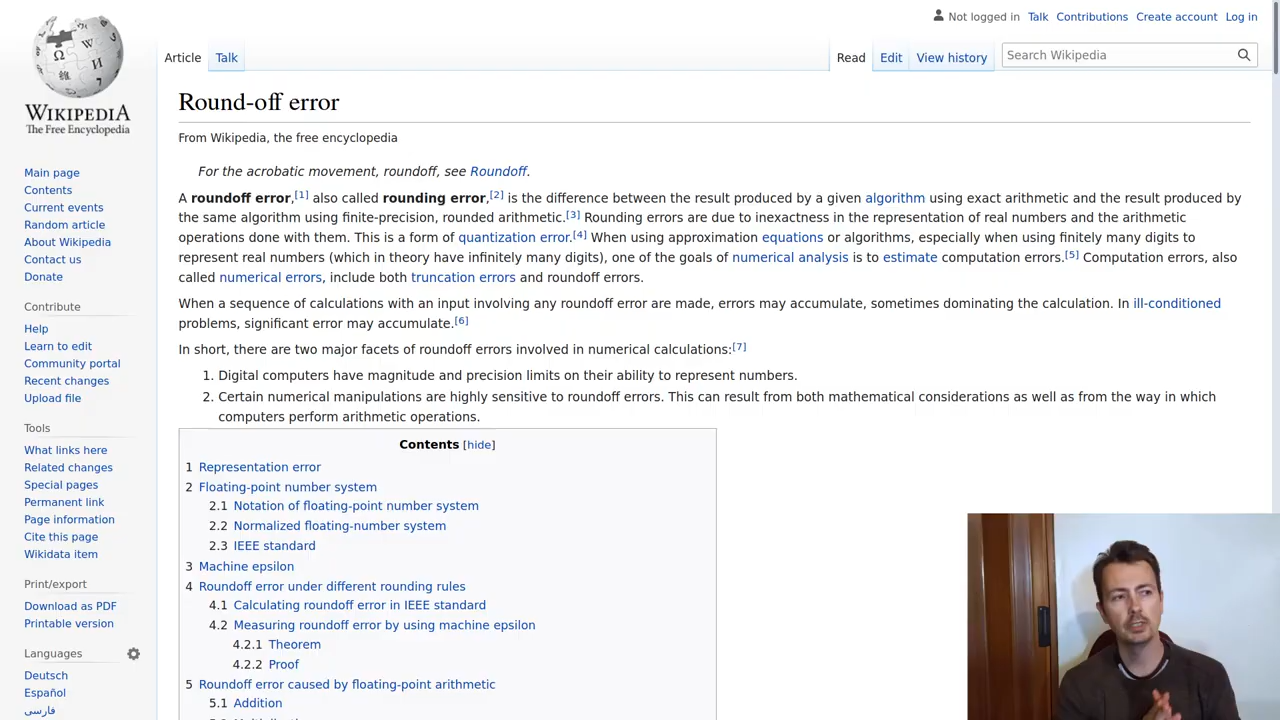 Not logged in Talk Contributions Create account Log in
Article Talk Read Edit View history Search Wikipedia
WIKIPEDIA
The Free Encyclopedia
Main page
Contents
Current events
Random article
About Wikipedia
Contact us
Donate
Contribute
Help
Learn to edit
Community portal
Recent changes
Upload file
Tools
What links here
Related changes
Special pages
Permanent link
Page information
Cite this page
Wikidata item
Print/export
Download as PDF
Printable version
Languages
Deutsch
Español
فارسی
Round-off error
From Wikipedia, the free encyclopedia
For the acrobatic movement, roundoff, see Roundoff.
A roundoff error,[1] also called rounding error,[2] is the difference between the result produced by a given algorithm using exact arithmetic and the result produced by
the same algorithm using finite-precision, rounded arithmetic.[3] Rounding errors are due to inexactness in the representation of real numbers and the arithmetic
operations done with them. This is a form of quantization error.[4] When using approximation equations or algorithms, especially when using finitely many digits to
represent real numbers (which in theory have infinitely many digits), one of the goals of numerical analysis is to estimate computation errors.[5] Computation errors, also
called numerical errors, include both truncation errors and roundoff errors.
When a sequence of calculations with an input involving any roundoff error are made, errors may accumulate, sometimes dominating the calculation. In ill-conditioned
problems, significant error may accumulate.[6]
In short, there are two major facets of roundoff errors involved in numerical calculations:[7]
1. Digital computers have magnitude and precision limits on their ability to represent numbers.
2. Certain numerical manipulations are highly sensitive to roundoff errors. This can result from both mathematical considerations as well as from the way in which
computers perform arithmetic operations.
Contents [hide]
1 Representation error
2 Floating-point number system
2.1 Notation of floating-point number system
2.2 Normalized floating-number system
2.3 IEEE standard
3 Machine epsilon
4 Roundoff error under different rounding rules
4.1 Calculating roundoff error in IEEE standard
4.2 Measuring roundoff error by using machine epsilon
4.2.1 Theorem
4.2.2 Proof
5 Roundoff error caused by floating-point arithmetic
5.1 Addition